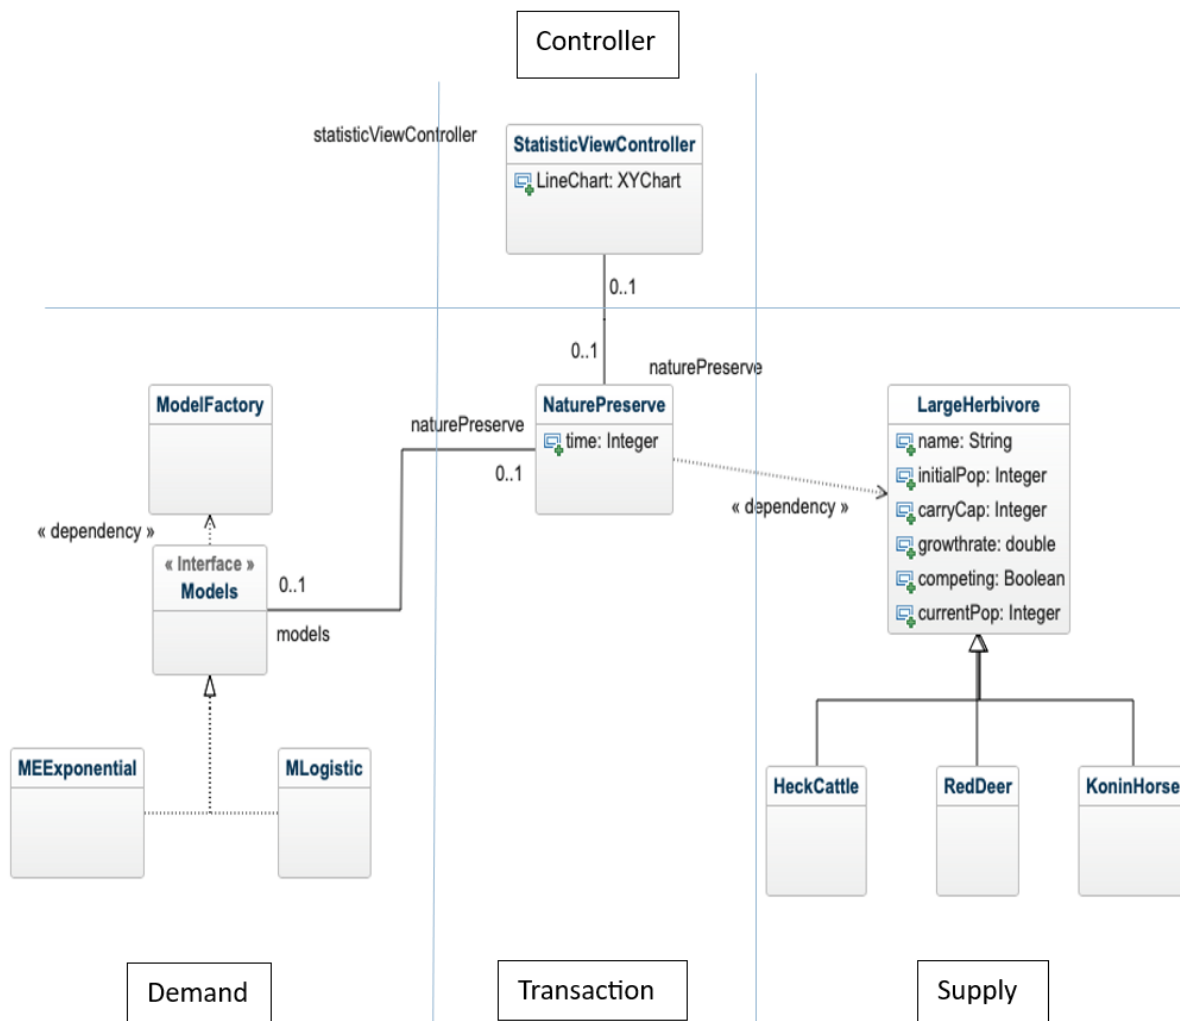 Controller
statisticViewController
StatisticViewController
LineChart: XYChart
0..1
0..1
naturePreserve
ModelFactory
naturePreserve
NaturePreserve
time: Integer
0..1
LargeHerbivore
name: String
initialPop: Integer
carryCap: Integer
growthrate: double
competing: Boolean
currentPop: Integer
« dependency »
« dependency »
« Interface »
Models
0..1
models
MEExponential
MLogistic
HeckCattle
RedDeer
KoninHorse
Demand
Transaction
Supply